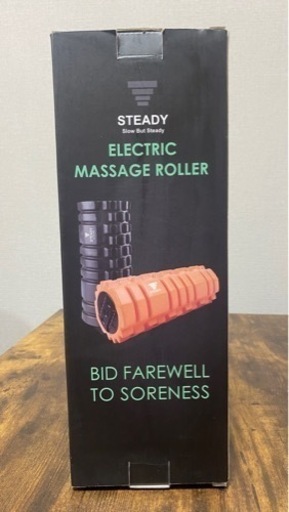 STEADY
Slow But Steady
ELECTRIC
MASSAGE ROLLER
BID FAREWELL
TO SORENESS